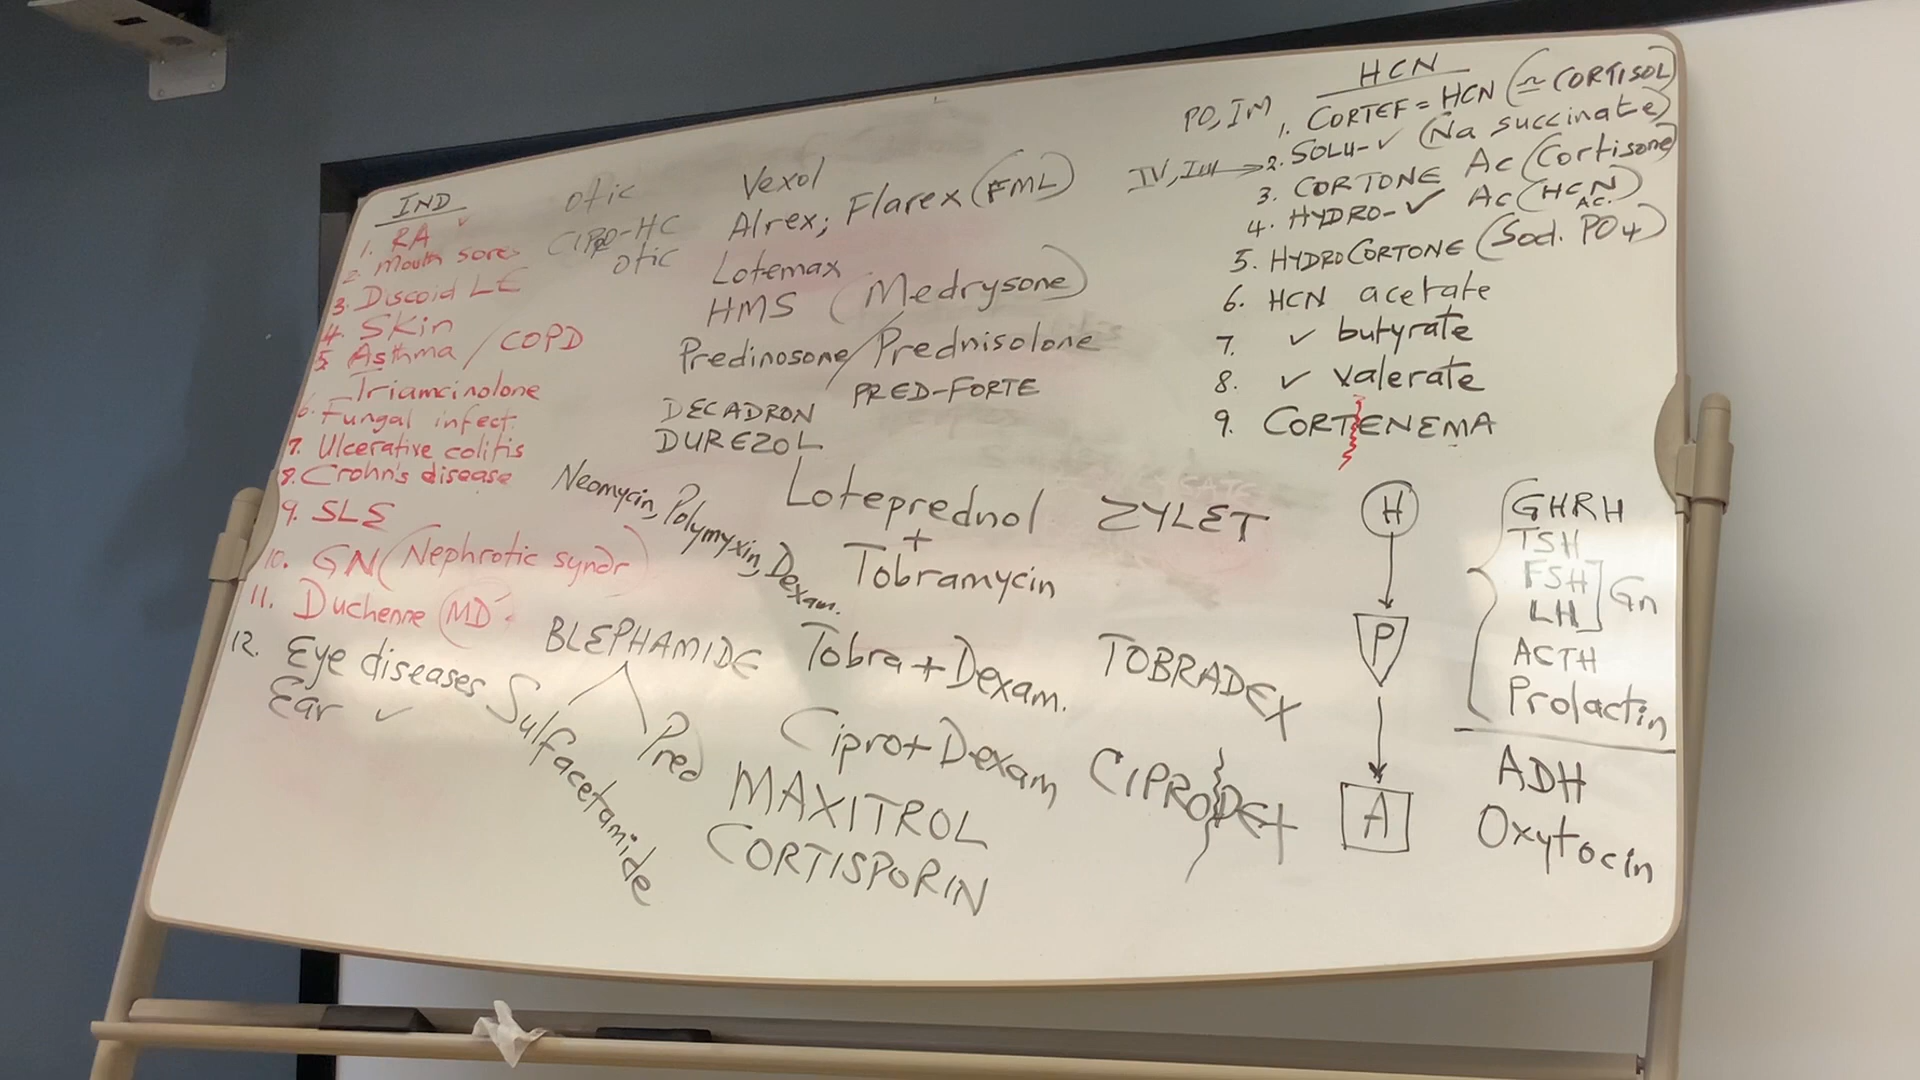 IND
1. RA ✓
2. Mouth sores
3. Discoid LE
4. Skin
5. Asthma / COPD
Triamcinolone
6. Fungal infect.
7. Ulcerative colitis
8. Crohn's disease
9. SLE
10. GN (Nephrotic syndr)
11. Duchenne (MD)
12. Eye diseases
Ear ✓
otic
CIPRO-HC
otic
Vexol
Alrex; Flarex (FML)
Lotemax
HMS (Medrysone)
Predinosone/Prednisolone
PRED-FORTE
DECADRON
DUREZOL
Neomycin, Polymyxin, Dexam.
Loteprednol
+
Tobramycin
ZYLET
BLEPHAMIDE
Sulfacetamide
Pred
Tobra + Dexam.
TOBRADEX
Cipro + Dexam
CIPRODEX
MAXITROL
CORTISPORIN
HCN
PO, IM 1. CORTEF = HCN (≃ CORTISOL)
IV, IM → 2. SOLU- ✓ (Na succinate)
3. CORTONE Ac (Cortisone)
4. HYDRO- ✓ Ac (HCN AC.)
5. HYDROCORTONE (Sod. PO4)
6. HCN acetate
7. ✓ butyrate
8. ✓ valerate
9. CORTENEMA
H
P
A
GHRH
TSH
FSH
LH
Gn
ACTH
Prolactin
ADH
Oxytocin